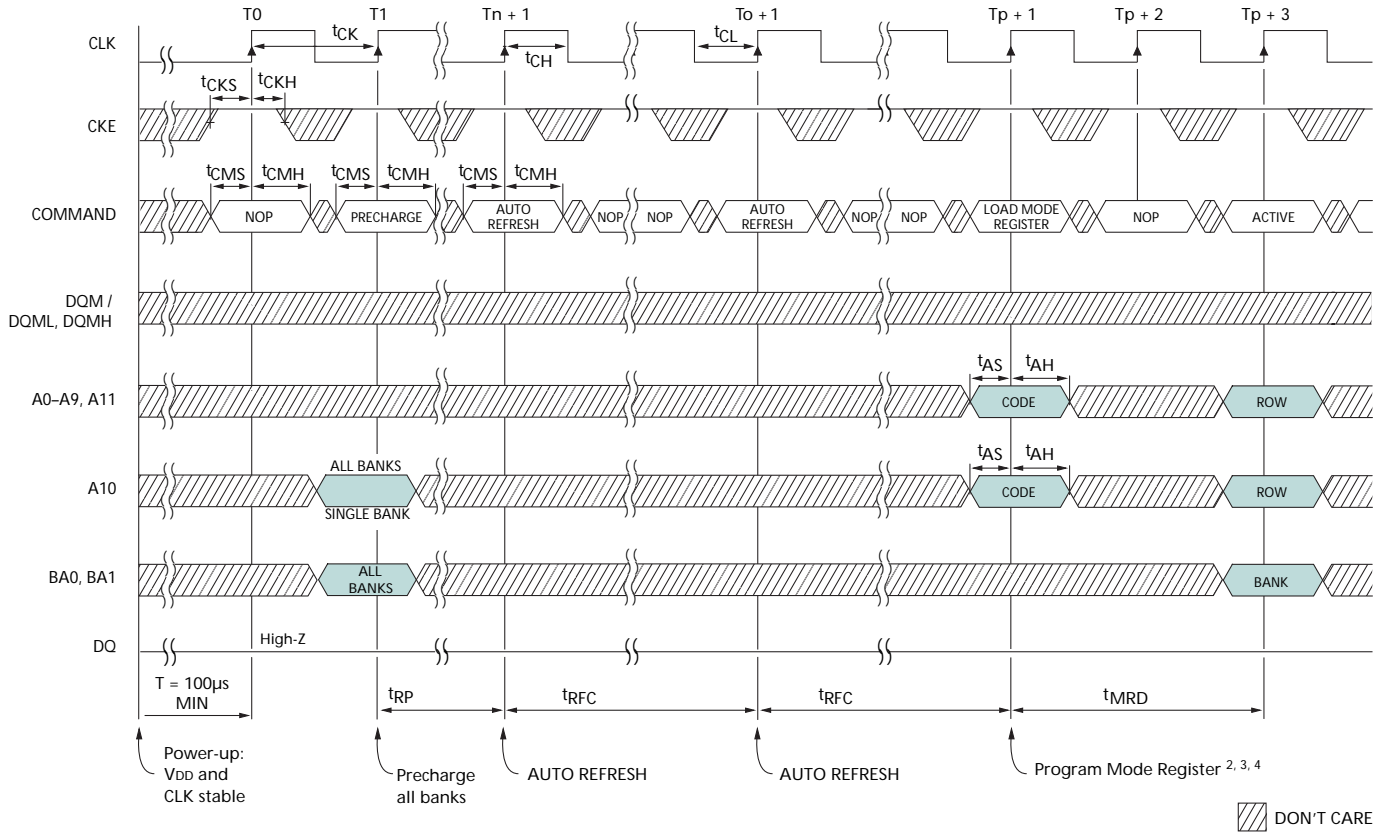 T0 T1 Tn + 1 To + 1 Tp + 1 Tp + 2 Tp + 3
CLK tCK tCH tCL
tCKS tCKH
CKE
tCMS tCMH tCMS tCMH tCMS tCMH
COMMAND NOP PRECHARGE AUTO REFRESH NOP NOP AUTO REFRESH NOP NOP LOAD MODE REGISTER NOP ACTIVE
DQM /
DQML, DQMH
tAS tAH
A0–A9, A11 CODE ROW
ALL BANKS tAS tAH
A10 CODE ROW
SINGLE BANK
BA0, BA1 ALL BANKS BANK
DQ High-Z
T = 100µs
MIN
tRP tRFC tRFC tMRD
Power-up:
VDD and
CLK stable
Precharge
all banks
AUTO REFRESH
AUTO REFRESH
Program Mode Register 2, 3, 4
DON'T CARE